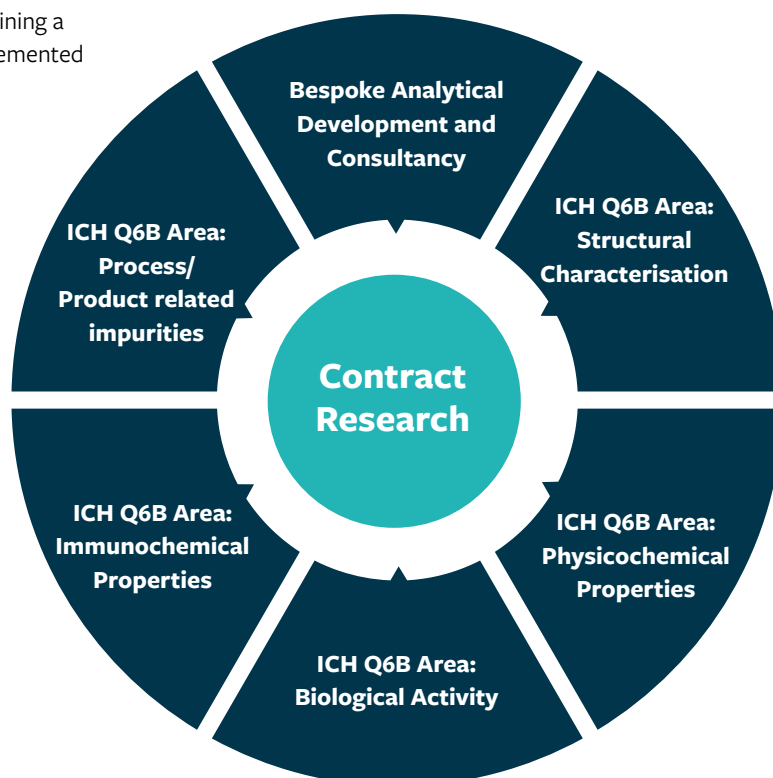 ining a
emented
Bespoke Analytical
Development and
Consultancy
ICH Q6B Area:
Structural
Characterisation
ICH Q6B Area:
Physicochemical
Properties
ICH Q6B Area:
Biological Activity
ICH Q6B Area:
Immunochemical
Properties
ICH Q6B Area:
Process/
Product related
impurities
Contract
Research